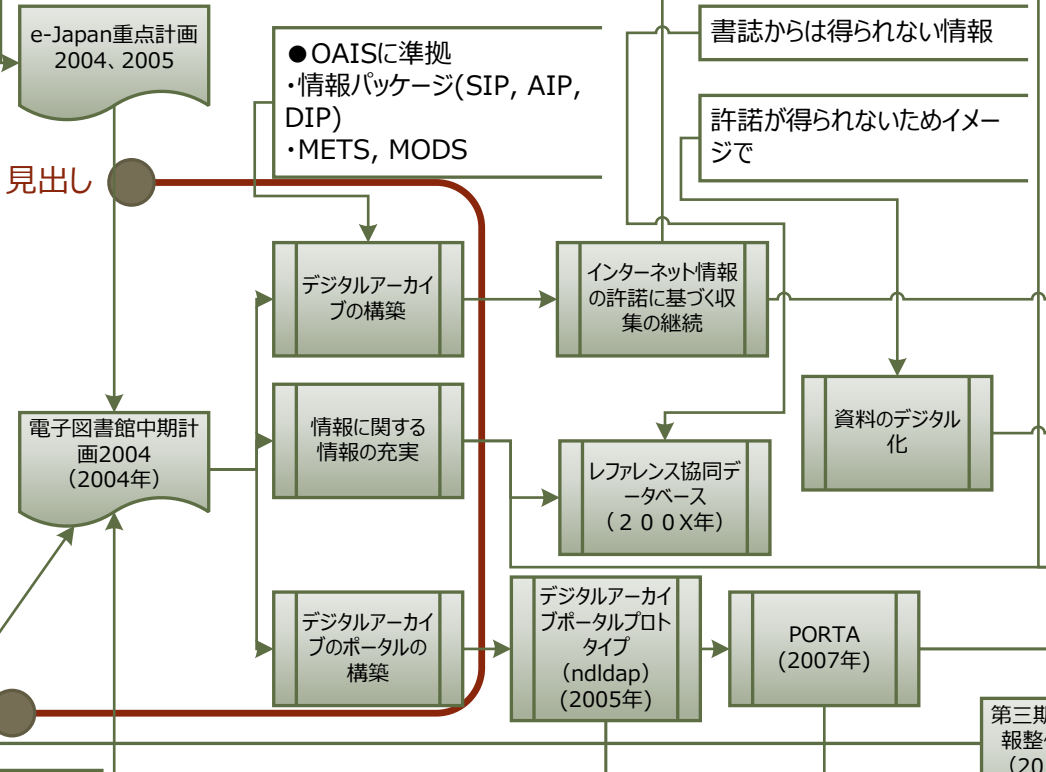 e-Japan重点計画
2004、2005
●OAISに準拠
・情報パッケージ(SIP, AIP,
DIP)
・METS, MODS
書誌からは得られない情報
許諾が得られないためイメー
ジで
見出し
デジタルアーカイ
ブの構築
インターネット情報
の許諾に基づく収
集の継続
電子図書館中期計
画2004
（2004年）
情報に関する
情報の充実
レファレンス協同デ
ータベース
（２００X年）
資料のデジタル
化
デジタルアーカイ
ブのポータルの
構築
デジタルアーカイ
ブポータルプロト
タイプ
（ndldap）
(2005年)
PORTA
(2007年)
第三期
報整
（20